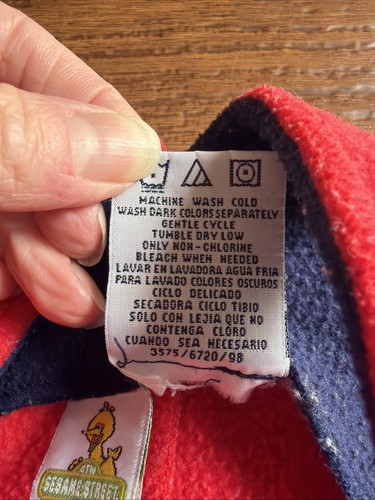 MACHINE WASH COLD
WASH DARK COLORS SEPARATELY
GENTLE CYCLE
TUMBLE DRY LOW
ONLY NON-CHLORINE
BLEACH WHEN NEEDED
LAVAR EN LAVADORA AGUA FRIA
PARA LAVADO COLORES OSCUROS
CICLO DELICADO
SECADORA CICLO TIBIO
SOLO CON LEJIA QUE NO
CONTENGA CLORO
CUANDO SEA NECESARIO
3575/6720/98
SESAME STREET